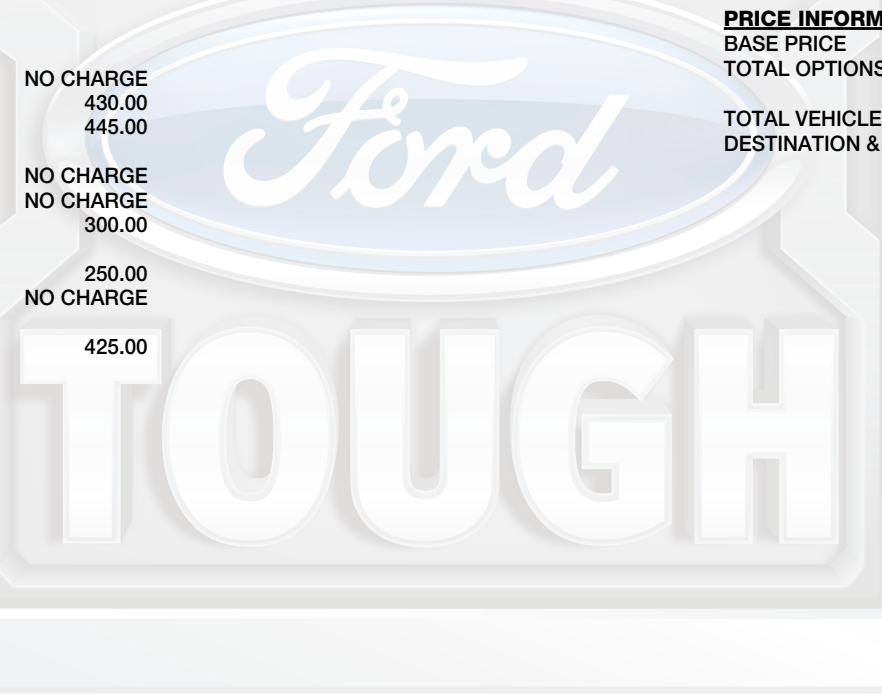 NO CHARGE
430.00
445.00
NO CHARGE
NO CHARGE
300.00
250.00
NO CHARGE
425.00
PRICE INFORM
BASE PRICE
TOTAL OPTIONS
TOTAL VEHICLE
DESTINATION &
Ford
TOUGH